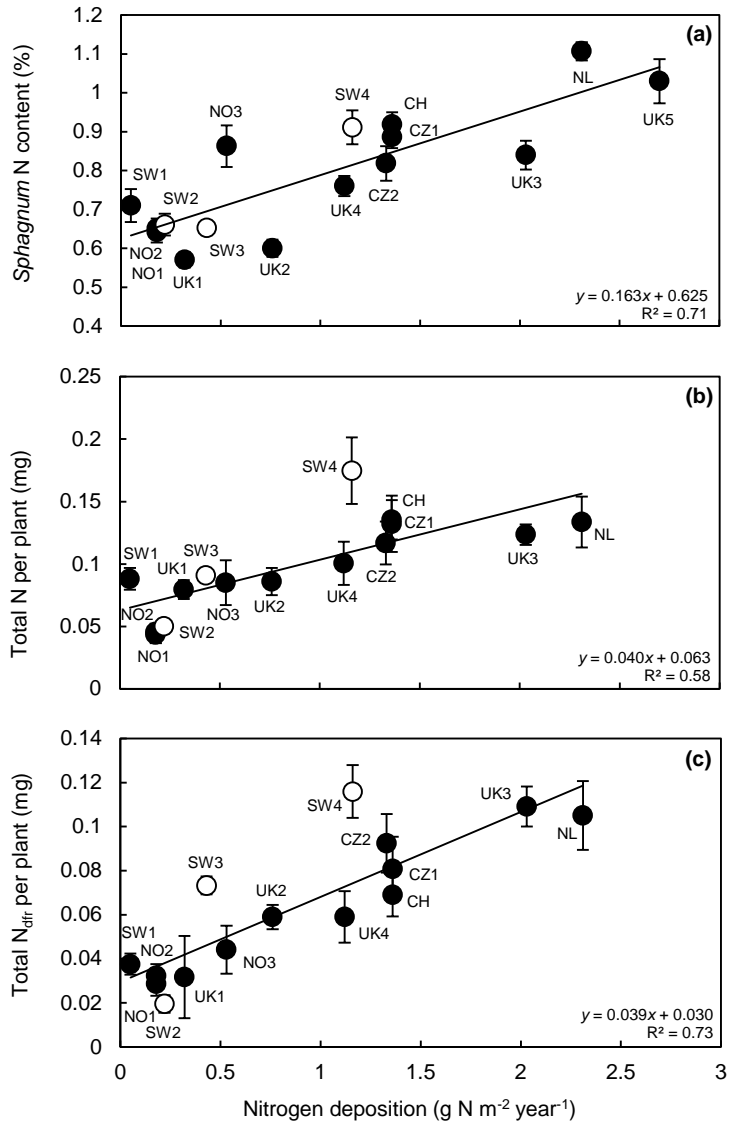 (a)
Sphagnum N content (%)
1.2
1.1
1
0.9
0.8
0.7
0.6
0.5
0.4
SW1
NO2
NO1
SW2
UK1
SW3
NO3
UK2
UK4
SW4
CH
CZ1
CZ2
UK3
NL
UK5
y = 0.163x + 0.625
R² = 0.71
(b)
Total N per plant (mg)
0.25
0.2
0.15
0.1
0.05
0
SW1
NO2
NO1
SW2
UK1
SW3
NO3
UK2
UK4
SW4
CH
CZ1
CZ2
UK3
NL
y = 0.040x + 0.063
R² = 0.58
(c)
Total Ndfr per plant (mg)
0.14
0.12
0.1
0.08
0.06
0.04
0.02
0
SW1
NO2
NO1
SW2
UK1
SW3
NO3
UK2
UK4
SW4
CZ2
CZ1
CH
UK3
NL
y = 0.039x + 0.030
R² = 0.73
0 0.5 1 1.5 2 2.5 3
Nitrogen deposition (g N m-2 year-1)